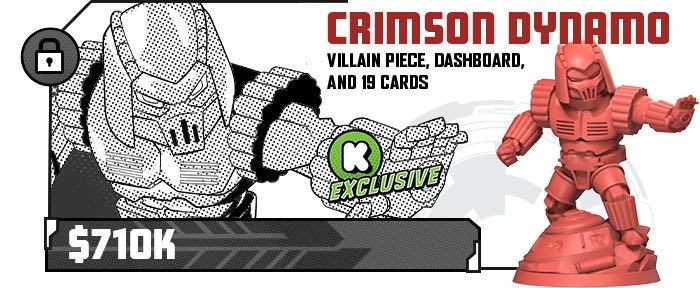 CRIMSON DYNAMO
VILLAIN PIECE, DASHBOARD,
AND 19 CARDS
K
EXCLUSIVE
$710K